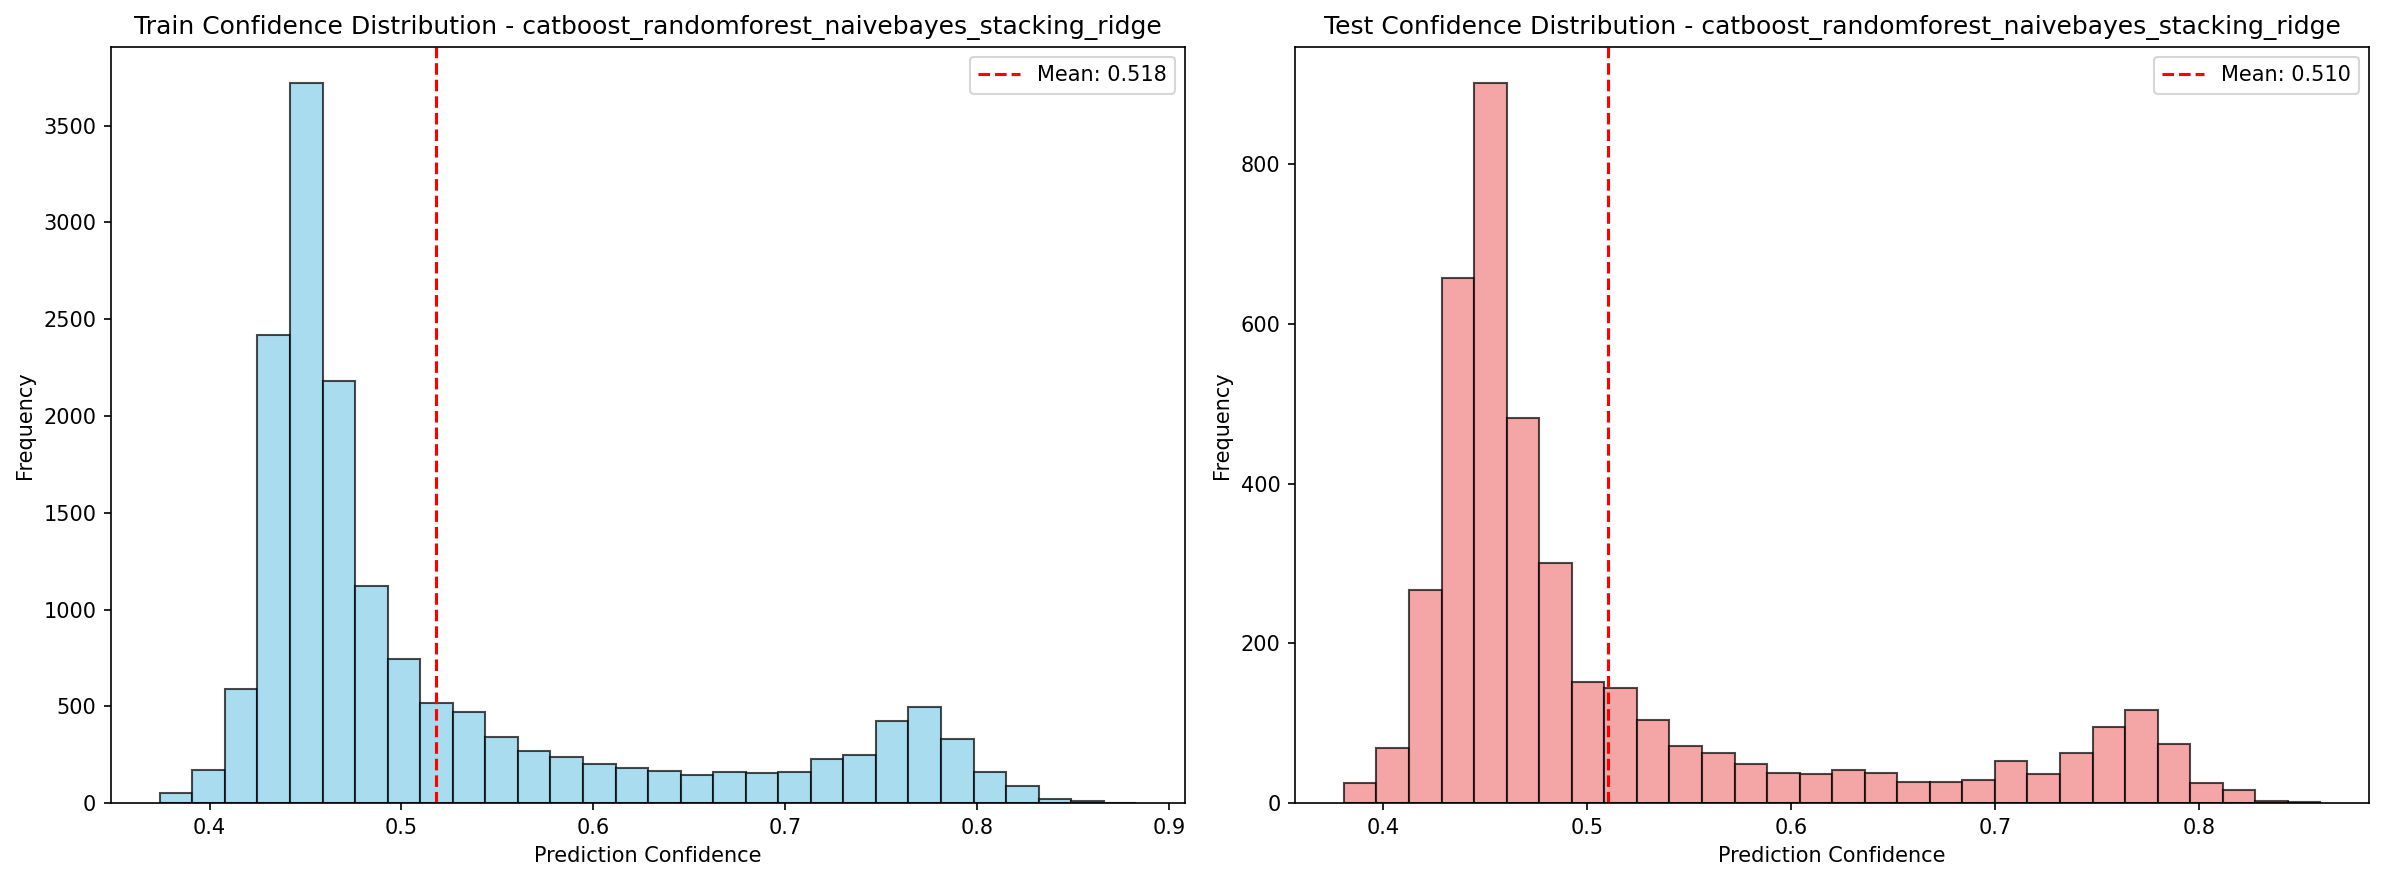 Train Confidence Distribution - catboost_randomforest_naivebayes_stacking_ridge
Mean: 0.518
Frequency
3500
3000
2500
2000
1500
1000
500
0
0.4 0.5 0.6 0.7 0.8 0.9
Prediction Confidence
Test Confidence Distribution - catboost_randomforest_naivebayes_stacking_ridge
Mean: 0.510
Frequency
800
600
400
200
0
0.4 0.5 0.6 0.7 0.8
Prediction Confidence